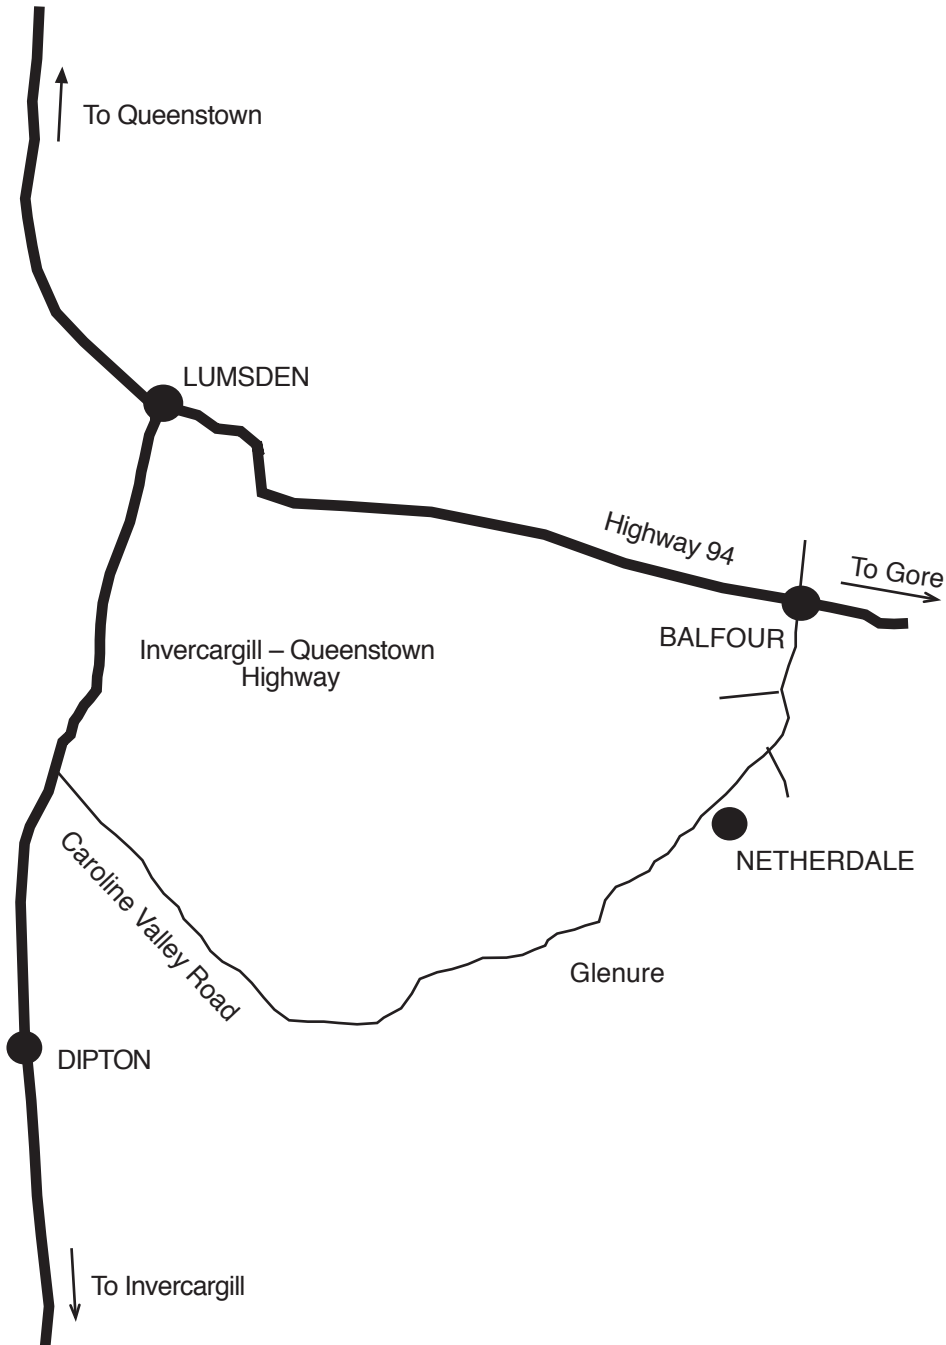 To Queenstown
LUMSDEN
Highway 94
To Gore
BALFOUR
Invercargill – Queenstown
Highway
Caroline Valley Road
NETHERDALE
Glenure
DIPTON
To Invercargill